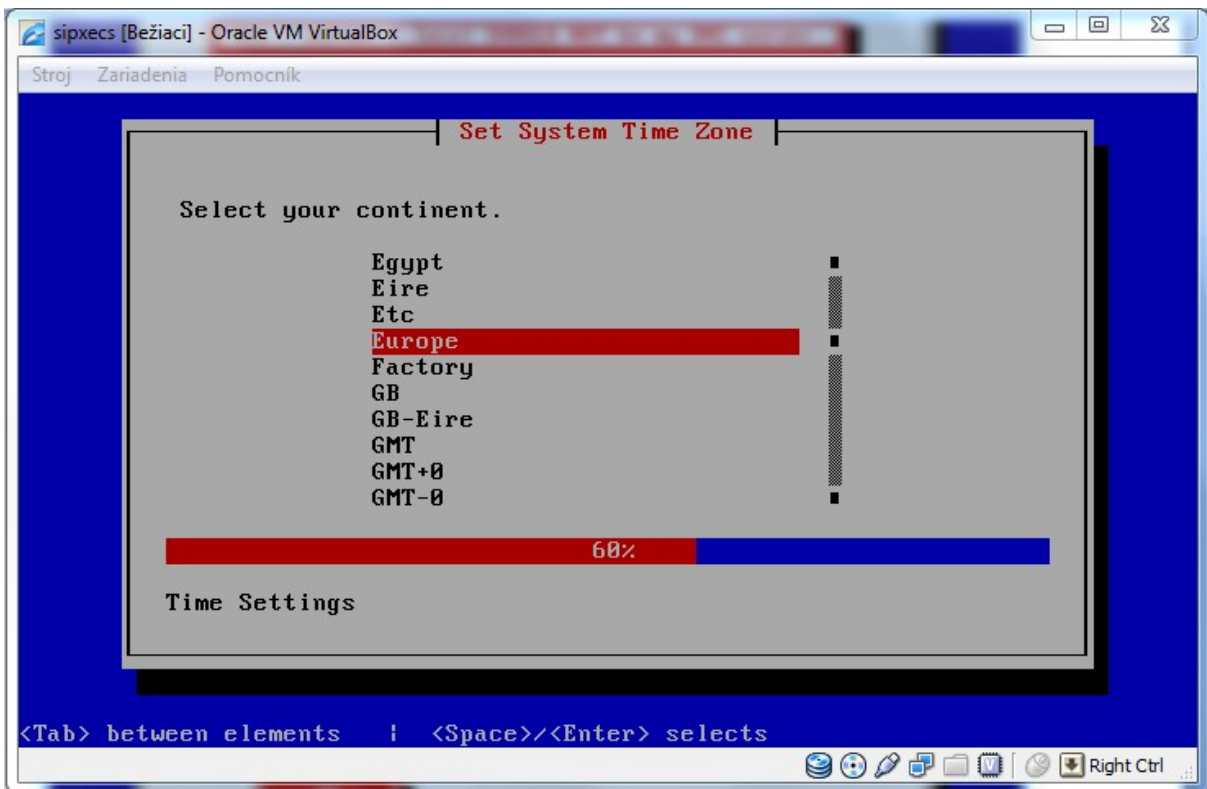 sipxecs [Bežiaci] - Oracle VM VirtualBox
Stroj Zariadenia Pomocník
Set System Time Zone
Select your continent.
Egypt
Eire
Etc
Europe
Factory
GB
GB-Eire
GMT
GMT+0
GMT-0
60%
Time Settings
<Tab> between elements | <Space>/<Enter> selects
Right Ctrl